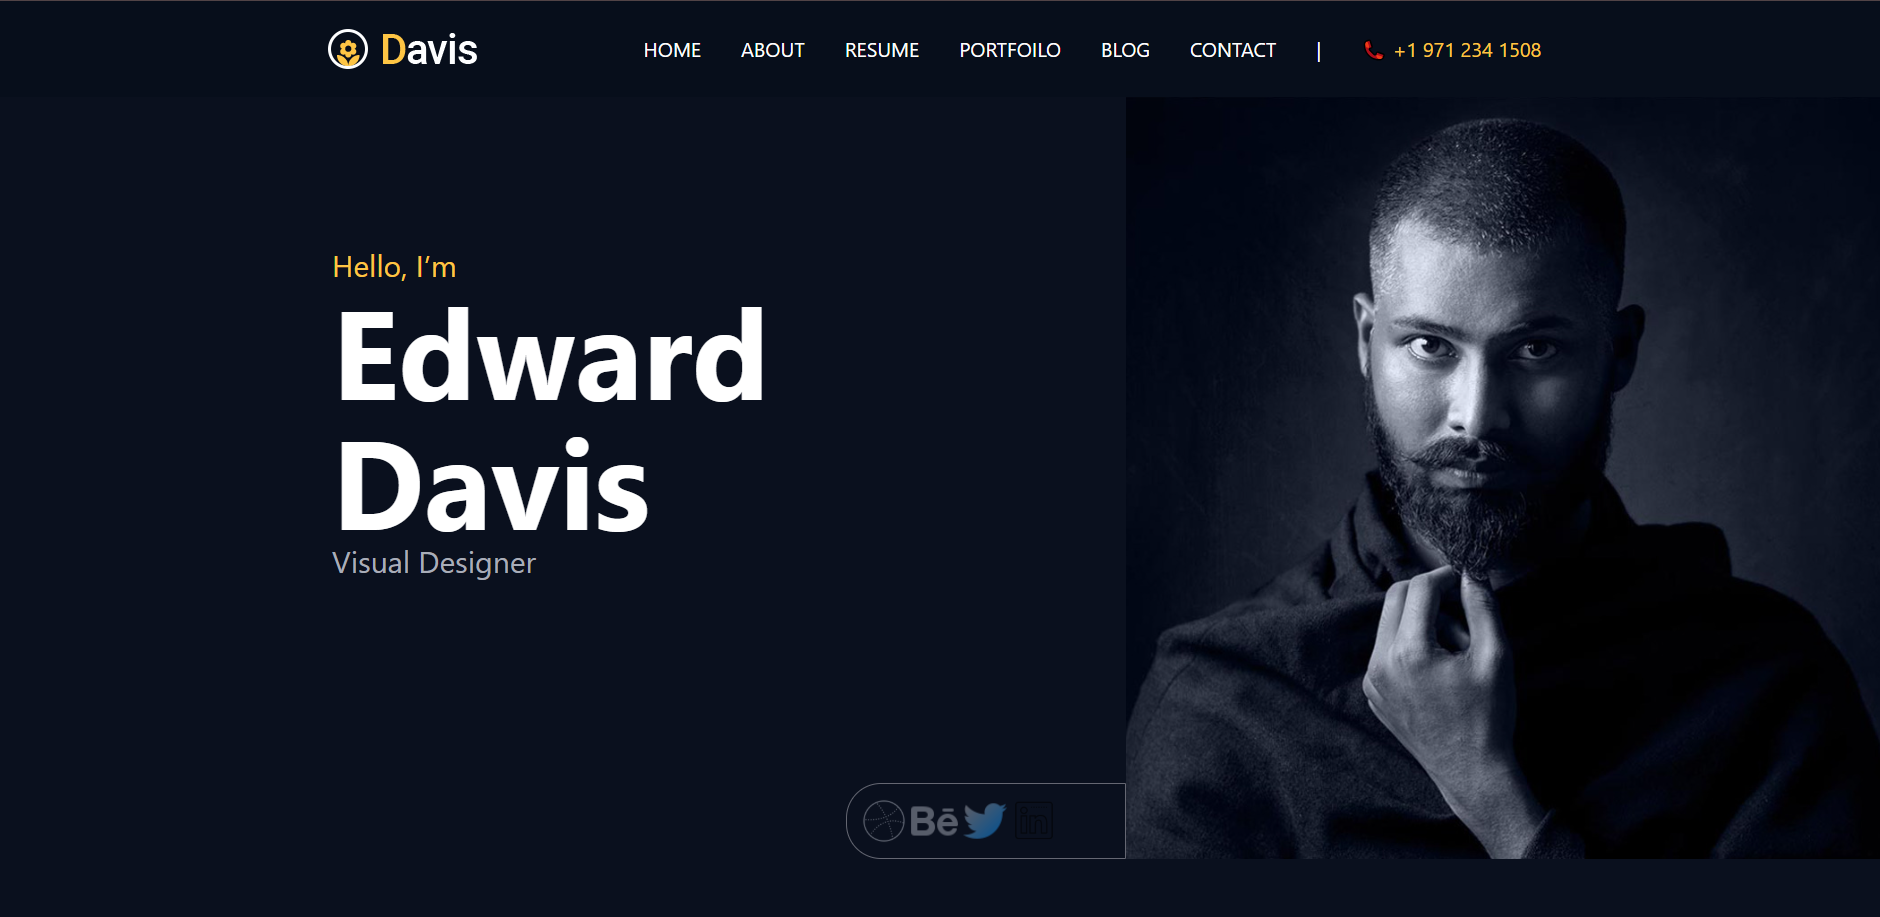 Davis
HOME ABOUT RESUME PORTFOILO BLOG CONTACT | +1 971 234 1508
Hello, I’m
Edward
Davis
Visual Designer
Bē
in